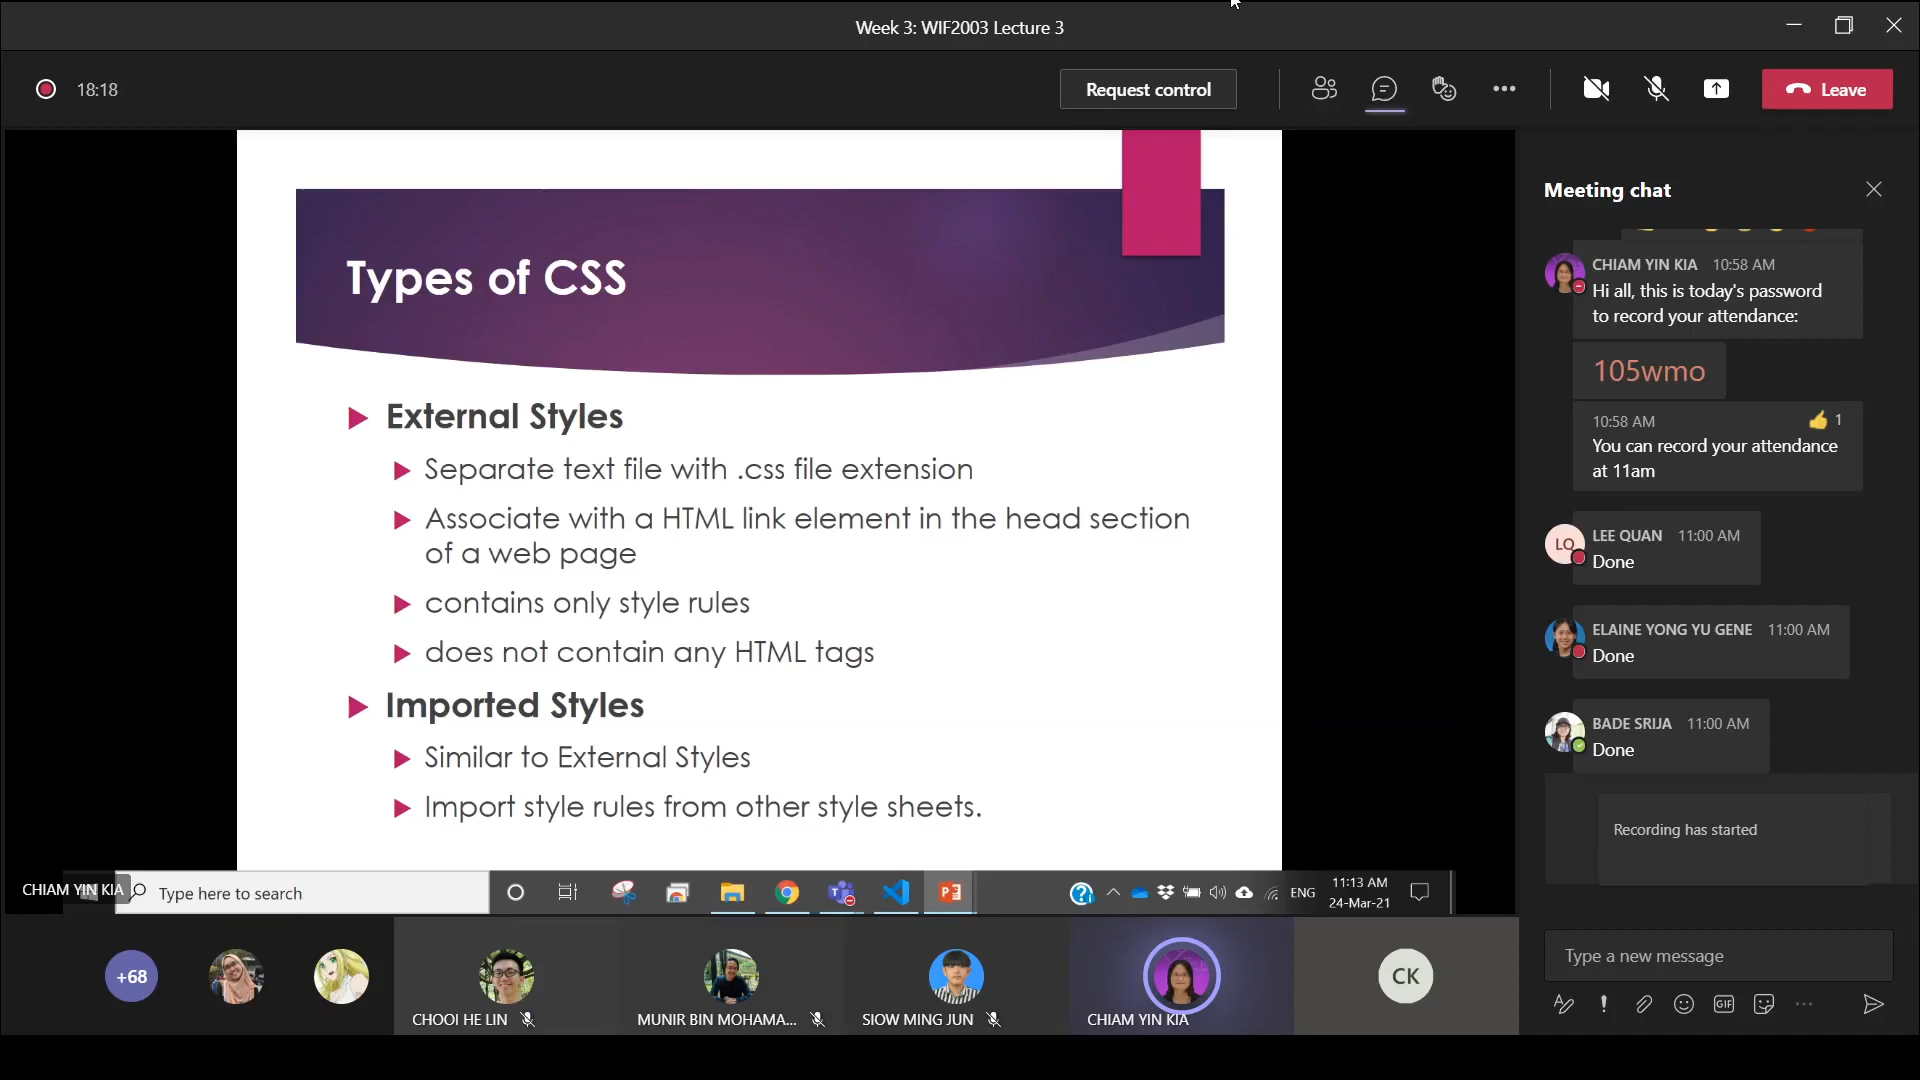 Week 3: WIF2003 Lecture 3
18:18
Request control
Leave
Types of CSS
External Styles
Separate text file with .css file extension
Associate with a HTML link element in the head section
of a web page
contains only style rules
does not contain any HTML tags
Imported Styles
Similar to External Styles
Import style rules from other style sheets.
CHIAM YIN KIA
Type here to search
ENG
11:13 AM
24-Mar-21
+68
CHOOI HE LIN
MUNIR BIN MOHAMA...
SIOW MING JUN
CHIAM YIN KIA
CK
Meeting chat
CHIAM YIN KIA 10:58 AM
Hi all, this is today's password
to record your attendance:
105wmo
10:58 AM 1
You can record your attendance
at 11am
LQ
LEE QUAN 11:00 AM
Done
ELAINE YONG YU GENE 11:00 AM
Done
BADE SRIJA 11:00 AM
Done
Recording has started
Type a new message
GIF